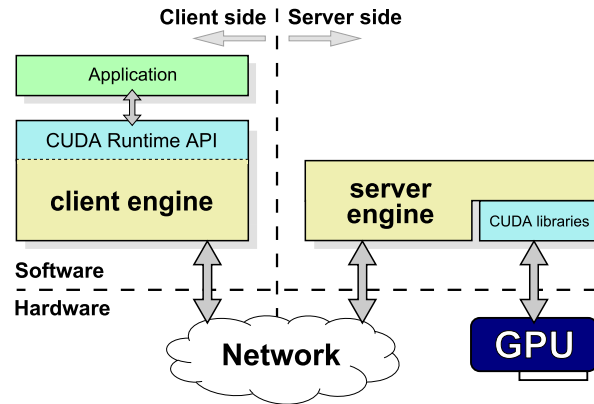 Client side
Server side
Application
CUDA Runtime API
client engine
server
engine
CUDA libraries
Software
Hardware
Network
GPU